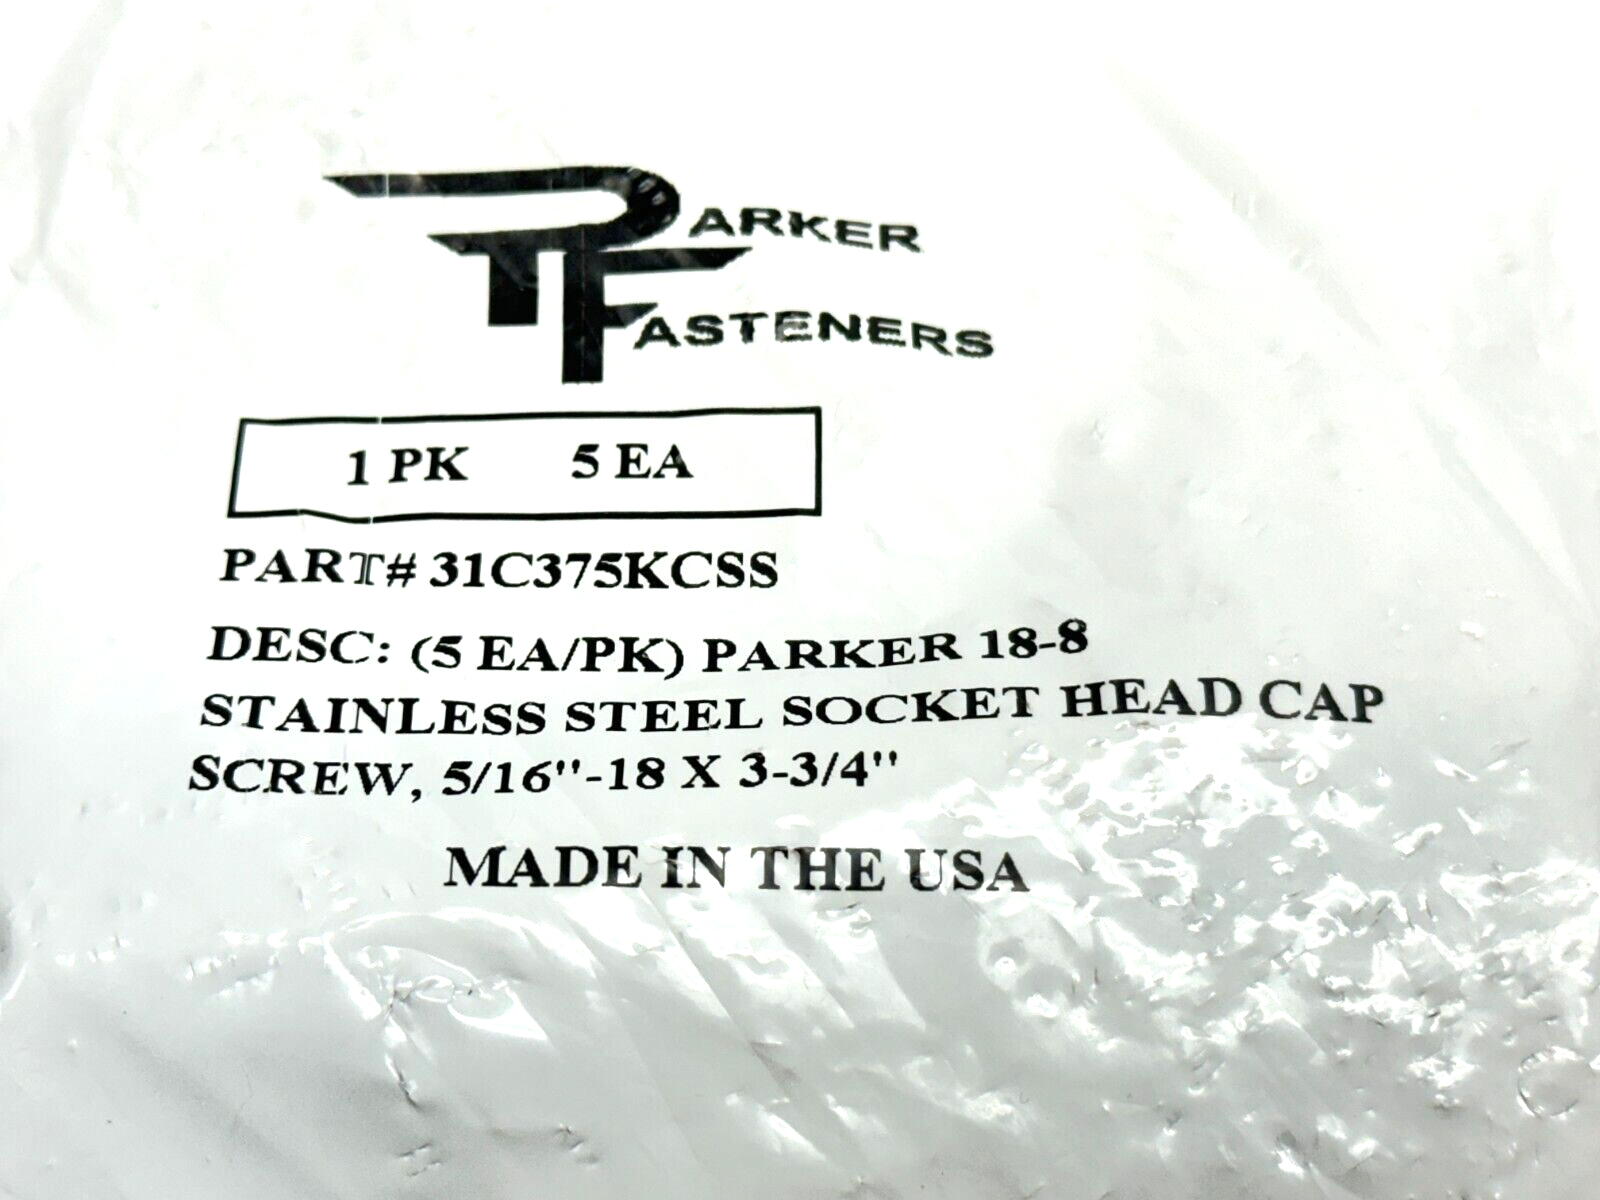 PARKER
FASTENERS
1 PK 5 EA
PART# 31C375KCSS
DESC: (5 EA/PK) PARKER 18-8
STAINLESS STEEL SOCKET HEAD CAP
SCREW, 5/16"-18 X 3-3/4"
MADE IN THE USA